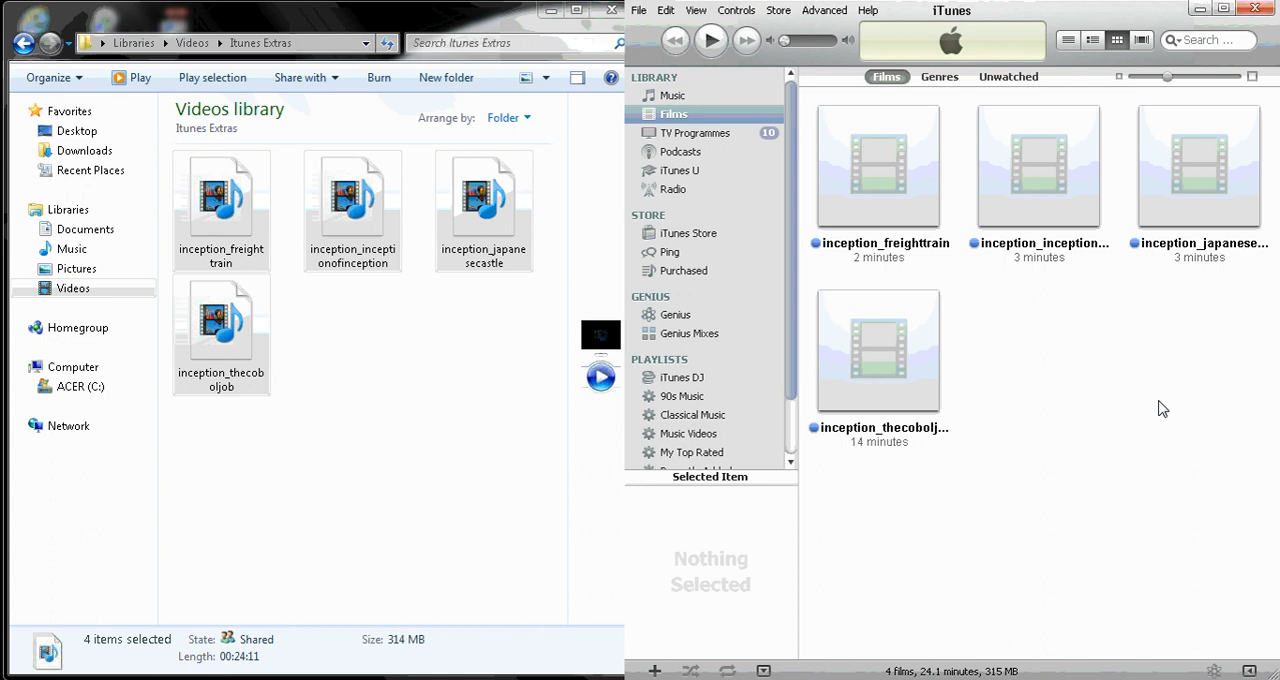 Libraries
Videos
Itunes Extras
Search Itunes Extras
Organize
Play
Play selection
Share with
Burn
New folder
Favorites
Desktop
Downloads
Recent Places
Libraries
Documents
Music
Pictures
Videos
Homegroup
Computer
ACER (C:)
Network
Videos library
Itunes Extras
Arrange by:
Folder
inception_freight
train
inception_incepti
onofinception
inception_japane
secastle
inception_thecob
oljob
4 items selected
State:
Shared
Size: 314 MB
Length: 00:24:11
File
Edit
View
Controls
Store
Advanced
Help
iTunes
Search ...
LIBRARY
Music
Films
TV Programmes
10
Podcasts
iTunes U
Radio
STORE
iTunes Store
Ping
Purchased
GENIUS
Genius
Genius Mixes
PLAYLISTS
iTunes DJ
90s Music
Classical Music
Music Videos
My Top Rated
Selected Item
Nothing
Selected
Films
Genres
Unwatched
inception_freighttrain
2 minutes
inception_inception...
3 minutes
inception_japanese...
3 minutes
inception_thecobolj...
14 minutes
4 films, 24.1 minutes, 315 MB